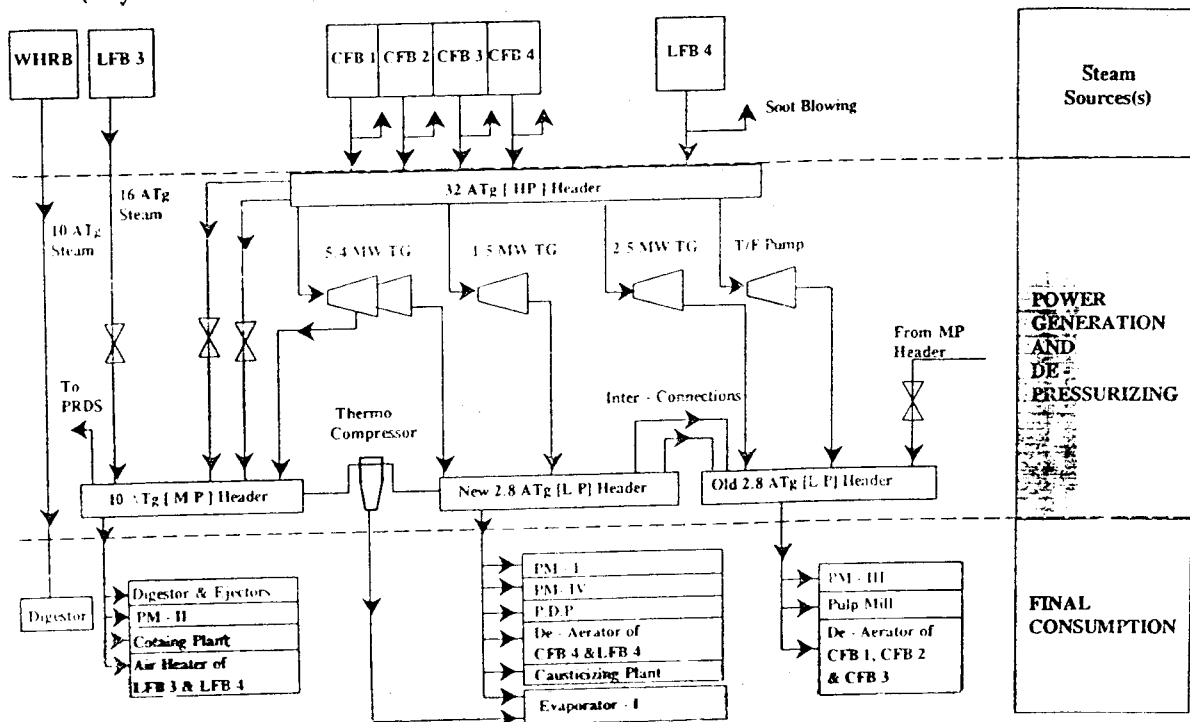 WHRB
LFB 3
CFB 1
CFB 2
CFB 3
CFB 4
LFB 4
Soot Blowing
Steam
Sources(s)
32 ATg [ HP ] Header
16 ATg
Steam
10 ATg
Steam
5.4 MW TG
1.5 MW TG
2.5 MW TG
T/F Pump
From MP
Header
POWER
GENERATION
AND
DE -
PRESSURIZING
To
PRDS
Thermo
Compressor
Inter - Connections
10 ATg [ M P ] Header
New 2.8 ATg [L P] Header
Old 2.8 ATg [L P] Header
Digestor
Digestor & Ejectors
PM - II
Cotaing Plant
Air Heater of
LFB 3 & LFB 4
PM - I
PM - IV
P.D.P
De - Aerator of
CFB 4 & LFB 4
Causticizing Plant
Evaporator - I
PM - III
Pulp Mill
De - Aerator of
CFB 1, CFB 2
& CFB 3
FINAL
CONSUMPTION